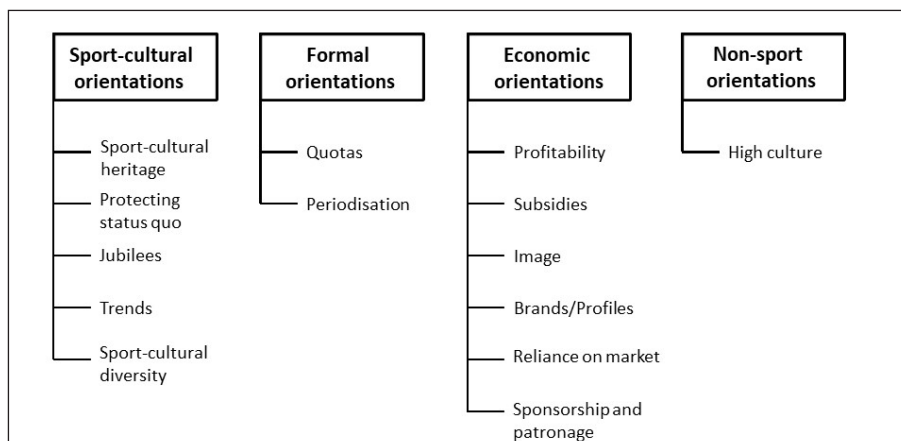 Sport-cultural
orientations
Sport-cultural
heritage
Protecting
status quo
Jubilees
Trends
Sport-cultural
diversity
Formal
orientations
Quotas
Periodisation
Economic
orientations
Profitability
Subsidies
Image
Brands/Profiles
Reliance on market
Sponsorship and
patronage
Non-sport
orientations
High culture